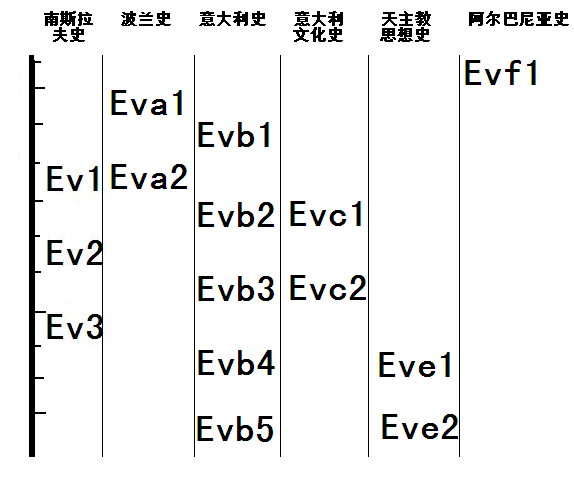 南斯拉
夫史
波兰史
意大利史
意大利
文化史
天主教
思想史
阿尔巴尼亚史
Evf1
Eva1
Evb1
Ev1
Eva2
Evb2
Evc1
Ev2
Evb3
Evc2
Ev3
Evb4
Eve1
Evb5
Eve2